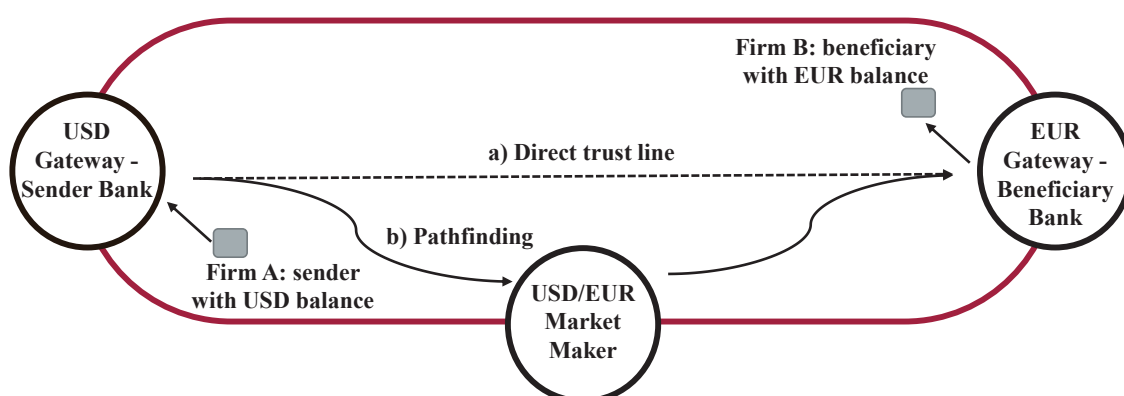 USD
Gateway -
Sender Bank
Firm A: sender
with USD balance
a) Direct trust line
b) Pathfinding
USD/EUR
Market
Maker
Firm B: beneficiary
with EUR balance
EUR
Gateway -
Beneficiary
Bank